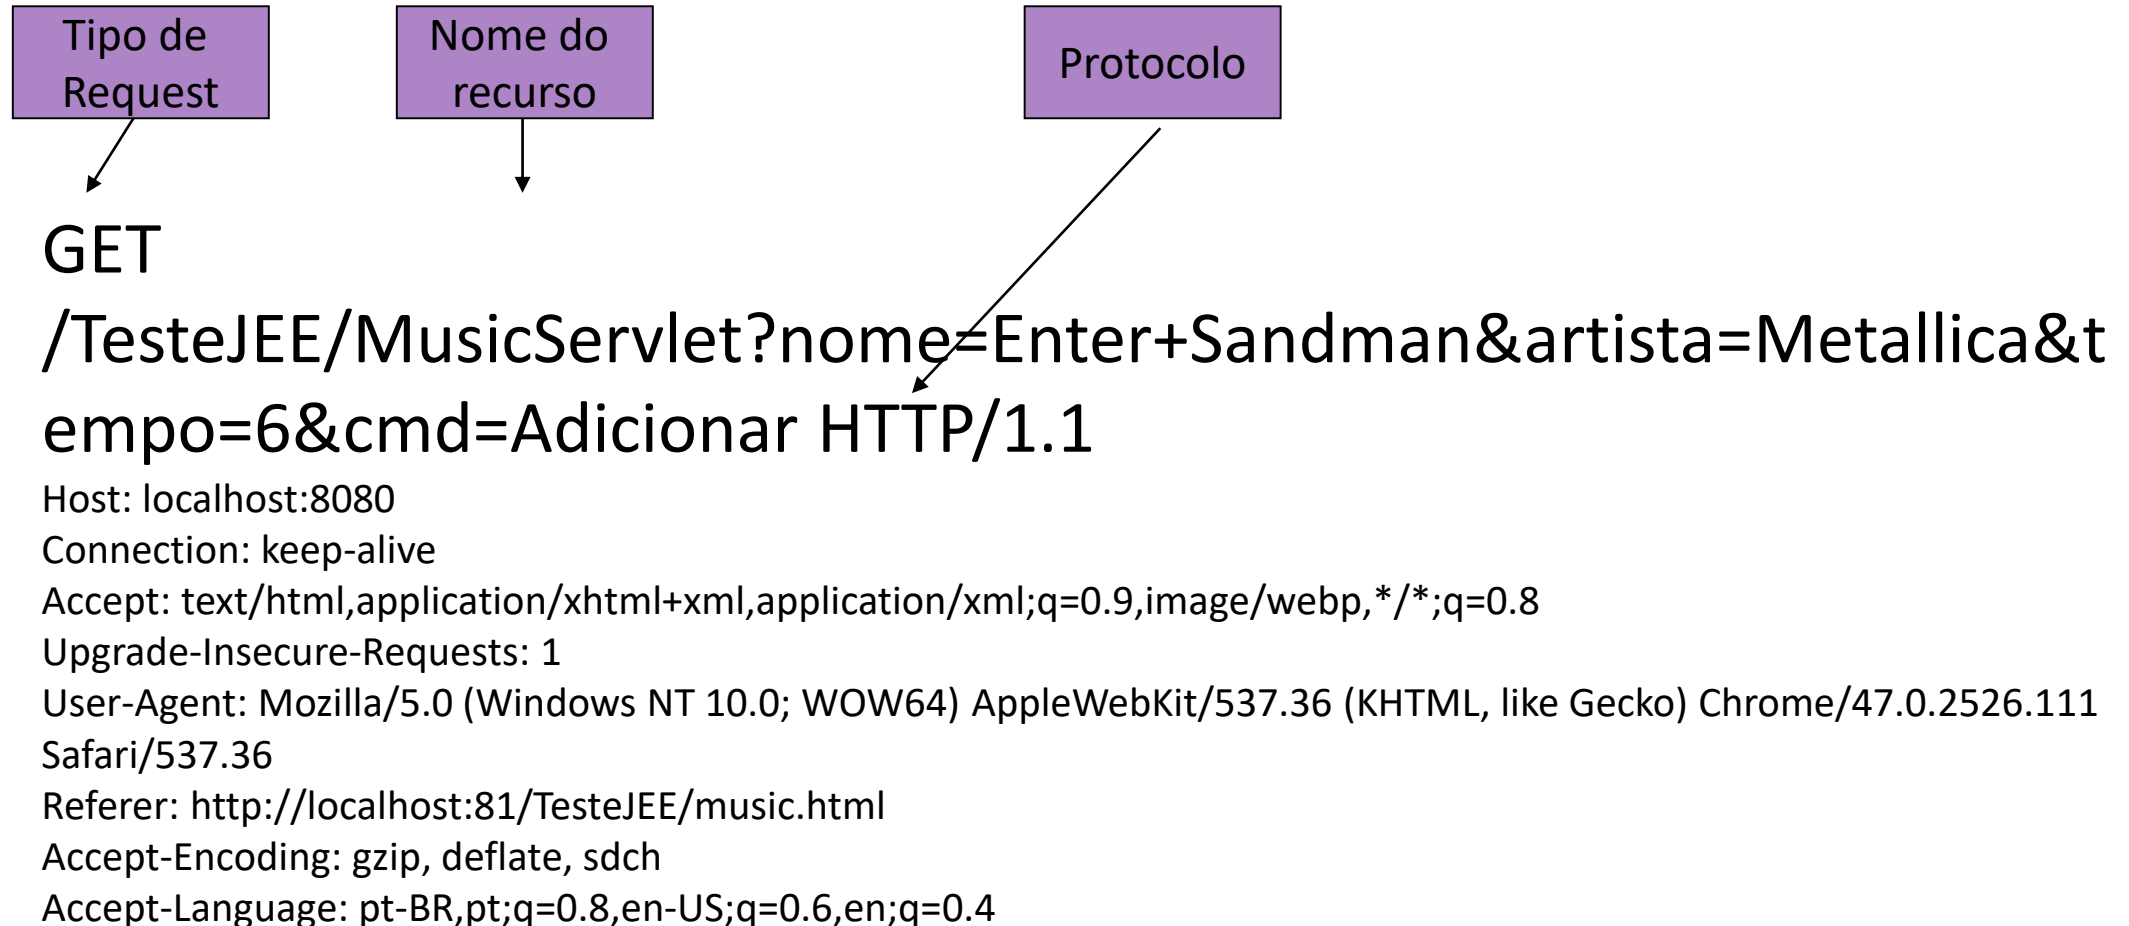 Tipo de
Request
Nome do
recurso
Protocolo
GET
/TesteJEE/MusicServlet?nome=Enter+Sandman&artista=Metallica&t
empo=6&cmd=Adicionar HTTP/1.1
Host: localhost:8080
Connection: keep-alive
Accept: text/html,application/xhtml+xml,application/xml;q=0.9,image/webp,*/*;q=0.8
Upgrade-Insecure-Requests: 1
User-Agent: Mozilla/5.0 (Windows NT 10.0; WOW64) AppleWebKit/537.36 (KHTML, like Gecko) Chrome/47.0.2526.111
Safari/537.36
Referer: http://localhost:81/TesteJEE/music.html
Accept-Encoding: gzip, deflate, sdch
Accept-Language: pt-BR,pt;q=0.8,en-US;q=0.6,en;q=0.4